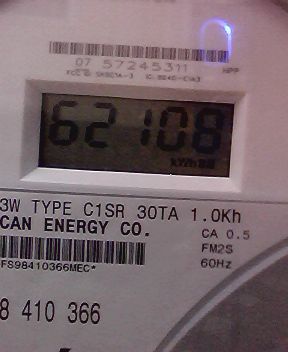 07 57245311
HPP
62108
kWh
3W TYPE C1SR 30TA 1.0Kh
CAN ENERGY CO.
CA 0.5
FM2S
60Hz
FS98410366MEC*
8 410 366